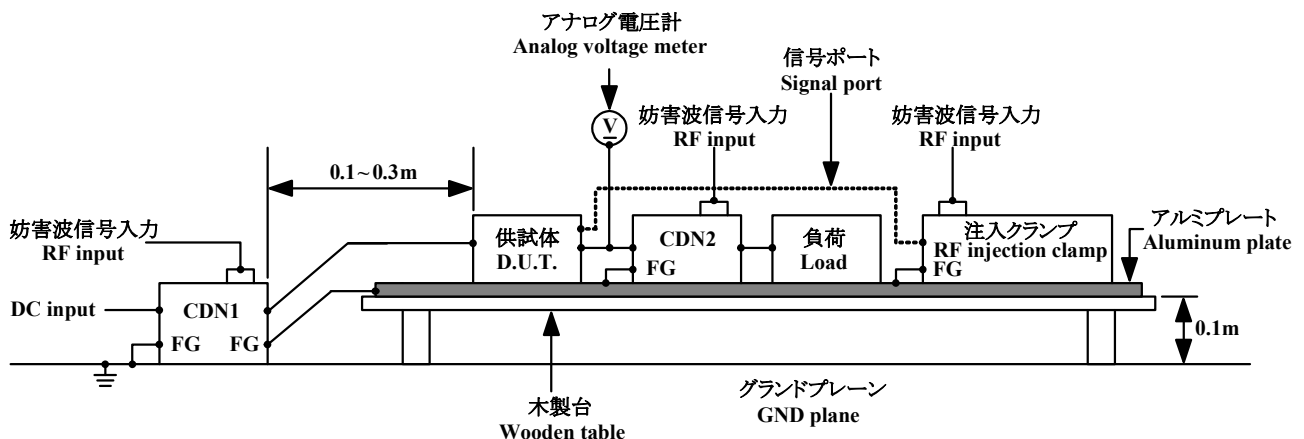 アナログ電圧計
Analog voltage meter
信号ポート
Signal port
妨害波信号入力
RF input
妨害波信号入力
RF input
V
0.1~0.3m
妨害波信号入力
RF input
供試体
D.U.T.
CDN2
FG
負荷
Load
注入クランプ
RF injection clamp
FG
アルミプレート
Aluminum plate
DC input
CDN1
FG
FG
0.1m
木製台
Wooden table
グランドプレーン
GND plane